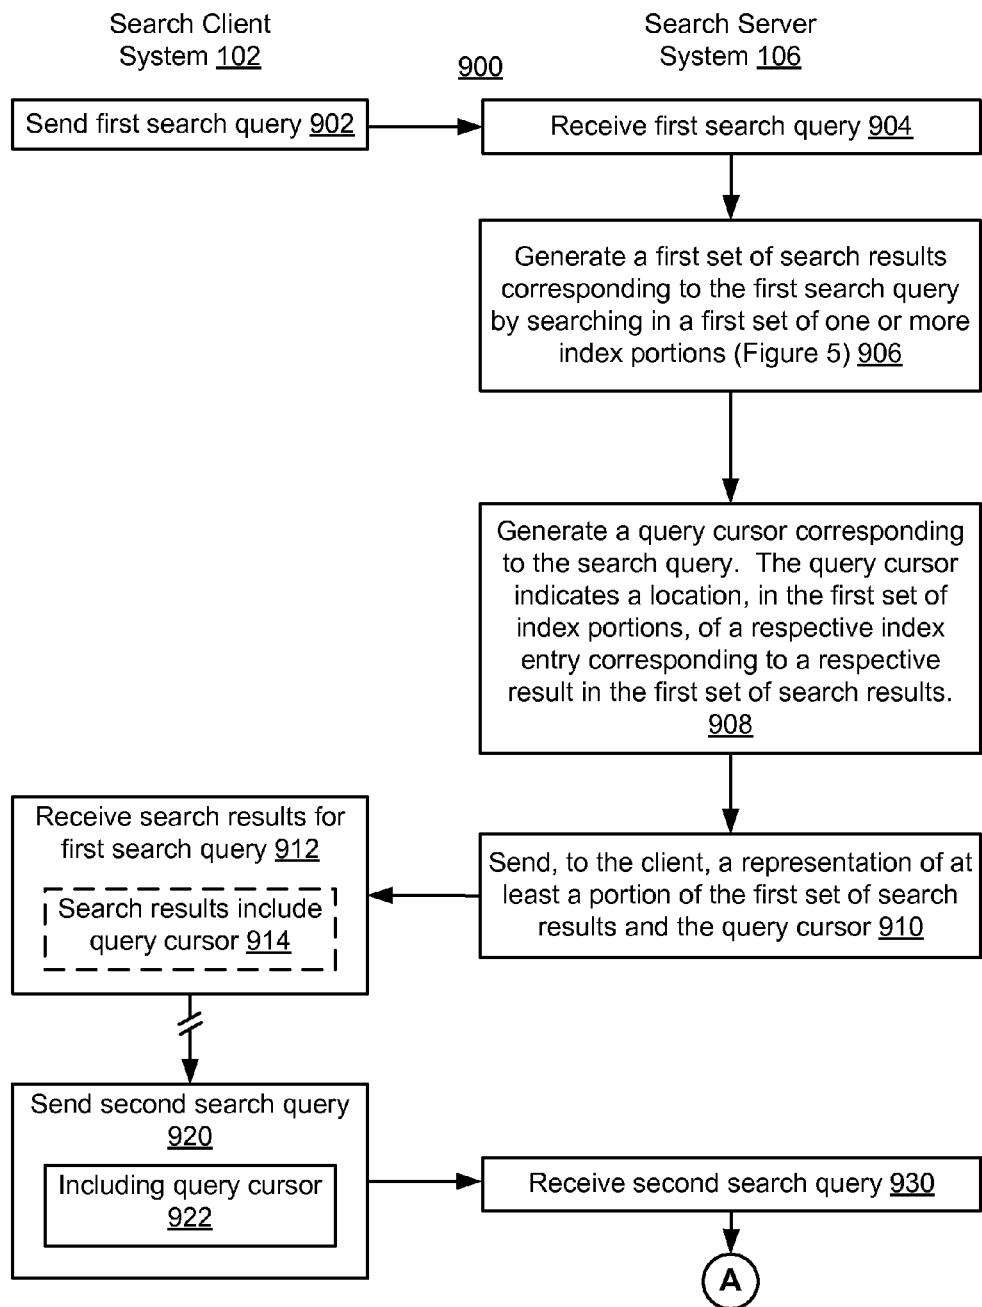 Search Client
System 102
Search Server
System 106
900
Send first search query 902
Receive first search query 904
Generate a first set of search results
corresponding to the first search query
by searching in a first set of one or more
index portions (Figure 5) 906
Generate a query cursor corresponding
to the search query.  The query cursor
indicates a location, in the first set of
index portions, of a respective index
entry corresponding to a respective
result in the first set of search results.
908
Send, to the client, a representation of at
least a portion of the first set of search
results and the query cursor 910
Receive search results for
first search query 912
Search results include
query cursor 914
Send second search query
920
Including query cursor
922
Receive second search query 930
A